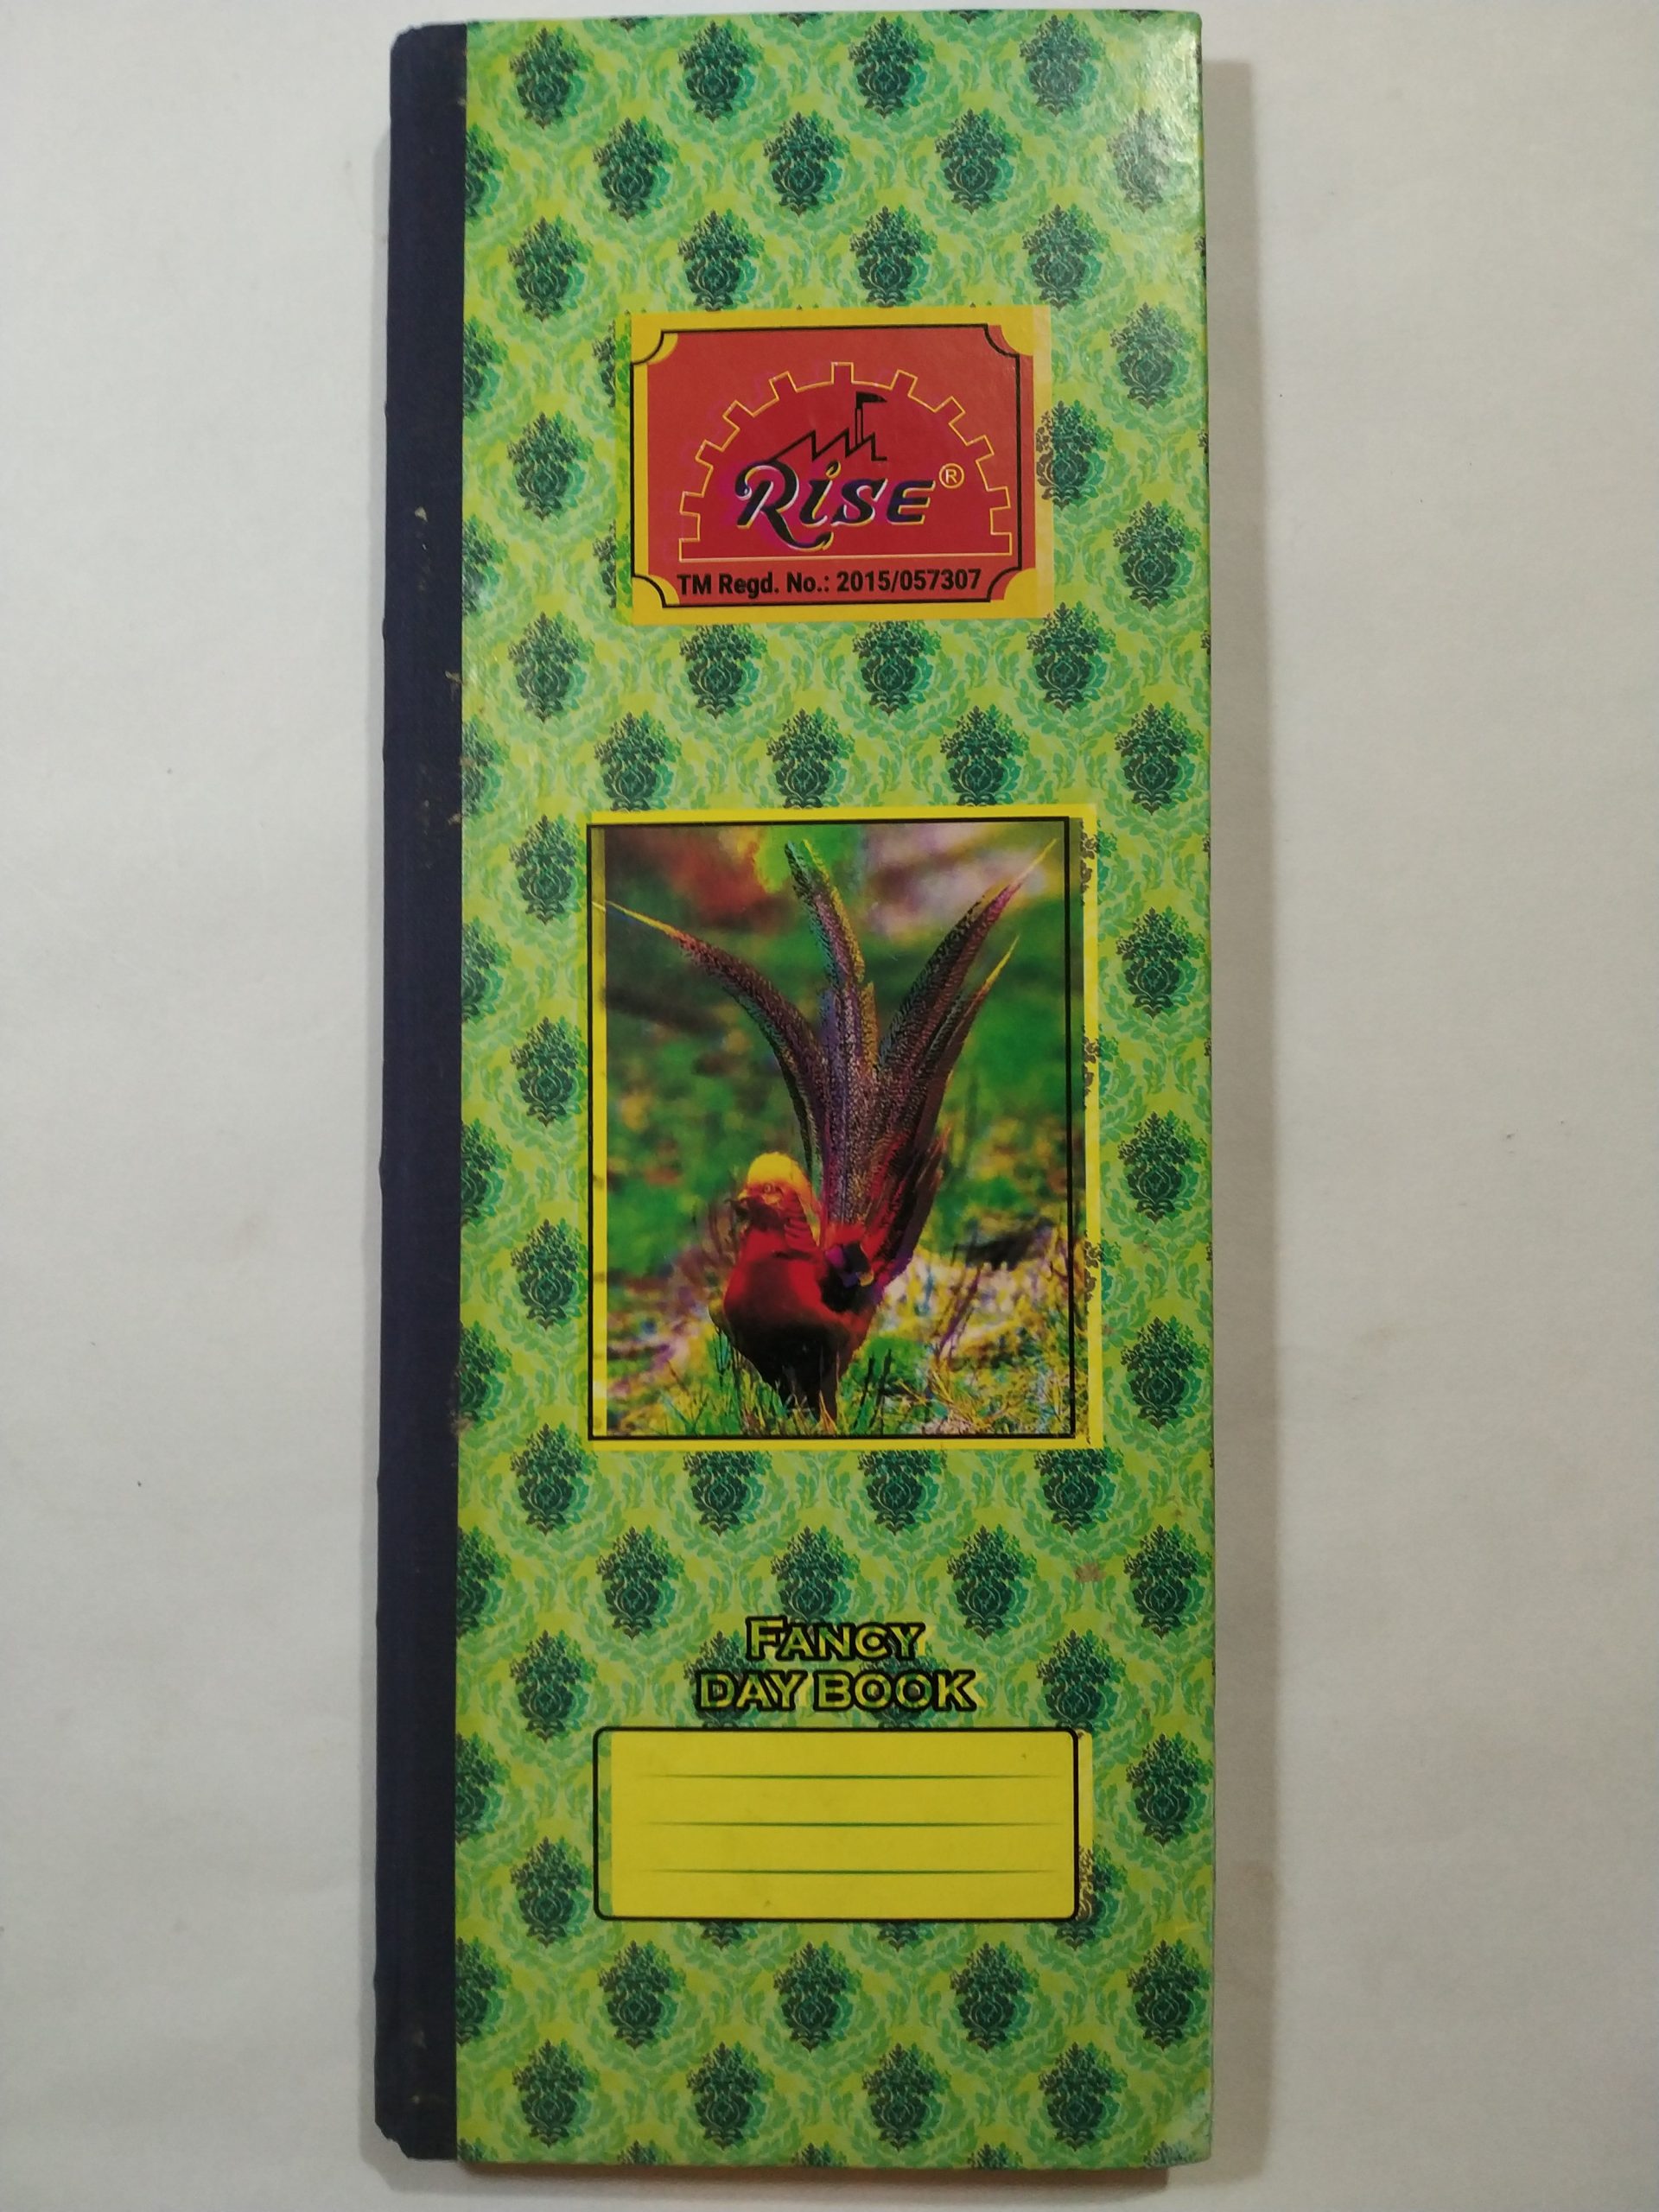 RiSE®
TM Regd. No.: 2015/057307
FANCY
DAY BOOK